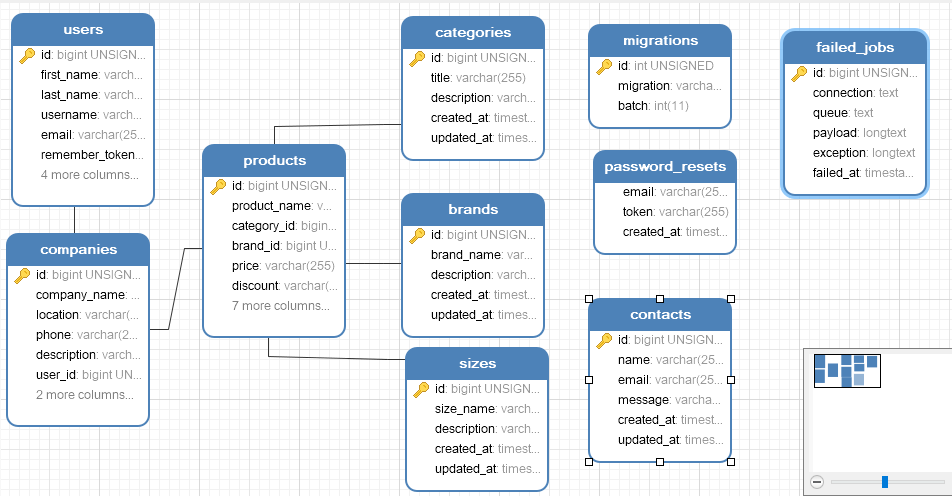 users
id: bigint UNSIGN...
first_name: varch...
last_name: varch...
username: varch...
email: varchar(25...
remember_token...
4 more columns...
companies
id: bigint UNSIGN...
company_name: ...
location: varchar(...
phone: varchar(2...
description: varch...
user_id: bigint UN...
2 more columns...
products
id: bigint UNSIGN...
product_name: v...
category_id: bigin...
brand_id: bigint U...
price: varchar(255)
discount: varchar(...
7 more columns...
categories
id: bigint UNSIGN...
title: varchar(255)
description: varch...
created_at: timest...
updated_at: times...
brands
id: bigint UNSIGN...
brand_name: var...
description: varch...
created_at: timest...
updated_at: times...
sizes
id: bigint UNSIGN...
size_name: varch...
description: varch...
created_at: timest...
updated_at: times...
migrations
id: int UNSIGNED
migration: varcha...
batch: int(11)
password_resets
email: varchar(25...
token: varchar(255)
created_at: timest...
contacts
id: bigint UNSIGN...
name: varchar(25...
email: varchar(25...
message: varcha...
created_at: timest...
updated_at: times...
failed_jobs
id: bigint UNSIGN...
connection: text
queue: text
payload: longtext
exception: longtext
failed_at: timesta...